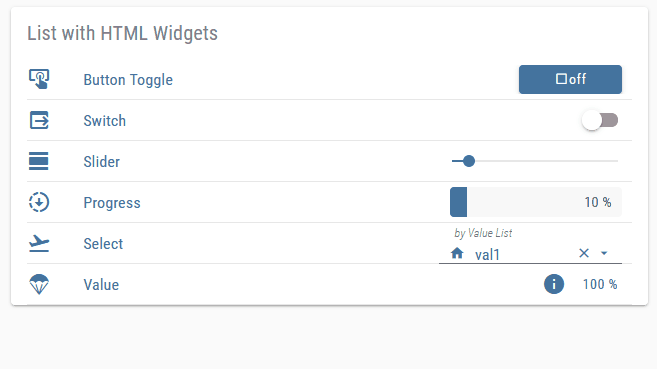 List with HTML Widgets
Button Toggle off
Switch
Slider
Progress 10 %
by Value List
Select val1
Value 100 %